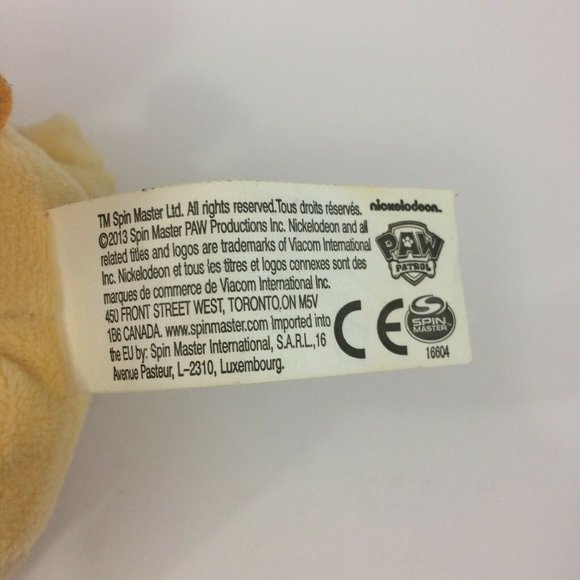 TM Spin Master Ltd. All rights reserved.Tous droits réservés.
©2013 Spin Master PAW Productions Inc. Nickelodeon and all
related titles and logos are trademarks of Viacom International
Inc. Nickelodeon et tous les titres et logos connexes sont des
marques de commerce de Viacom International Inc.
450 FRONT STREET WEST, TORONTO.ON M5V
1B6 CANADA. www.spinmaster.com Imported into
the EU by: Spin Master International, S.A.R.L.,16
Avenue Pasteur, L-2310, Luxembourg.
nickelodeon™
PAW
PATROL
CE
SPIN
MASTER™
16604